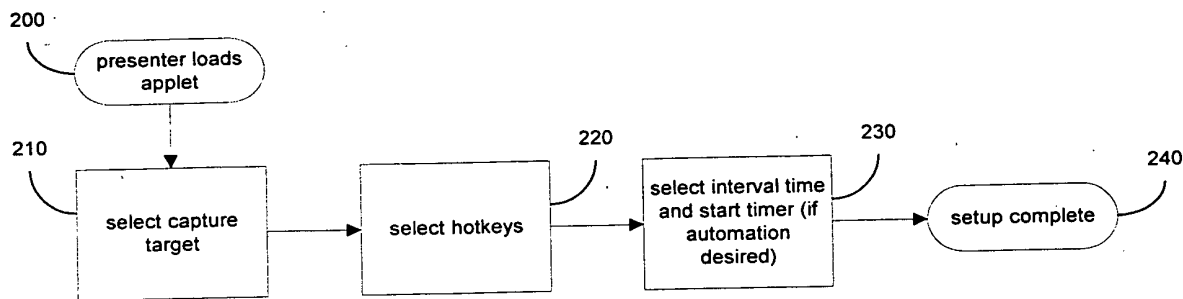 200
presenter loads
applet
210
select capture
target
220
select hotkeys
230
select interval time
and start timer (if
automation
desired)
240
setup complete